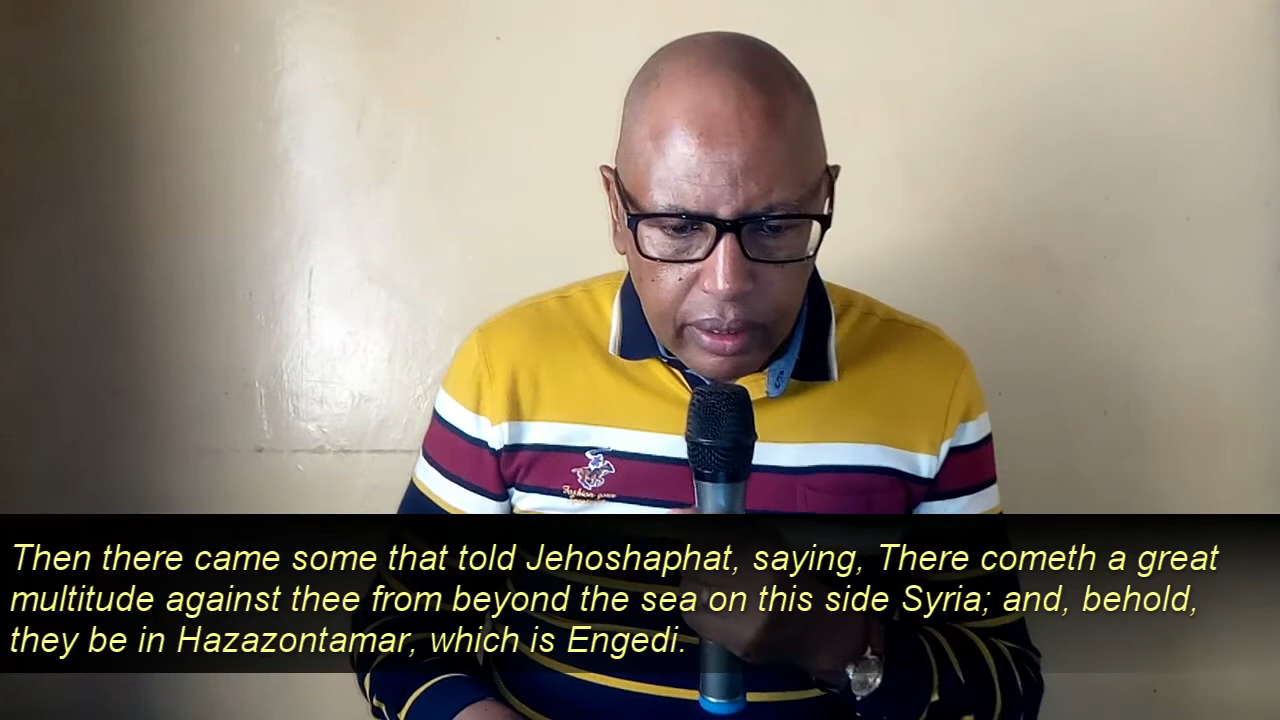 Then there came some that told Jehoshaphat, saying, There cometh a great
multitude against thee from beyond the sea on this side Syria; and, behold,
they be in Hazazontamar, which is Engedi.